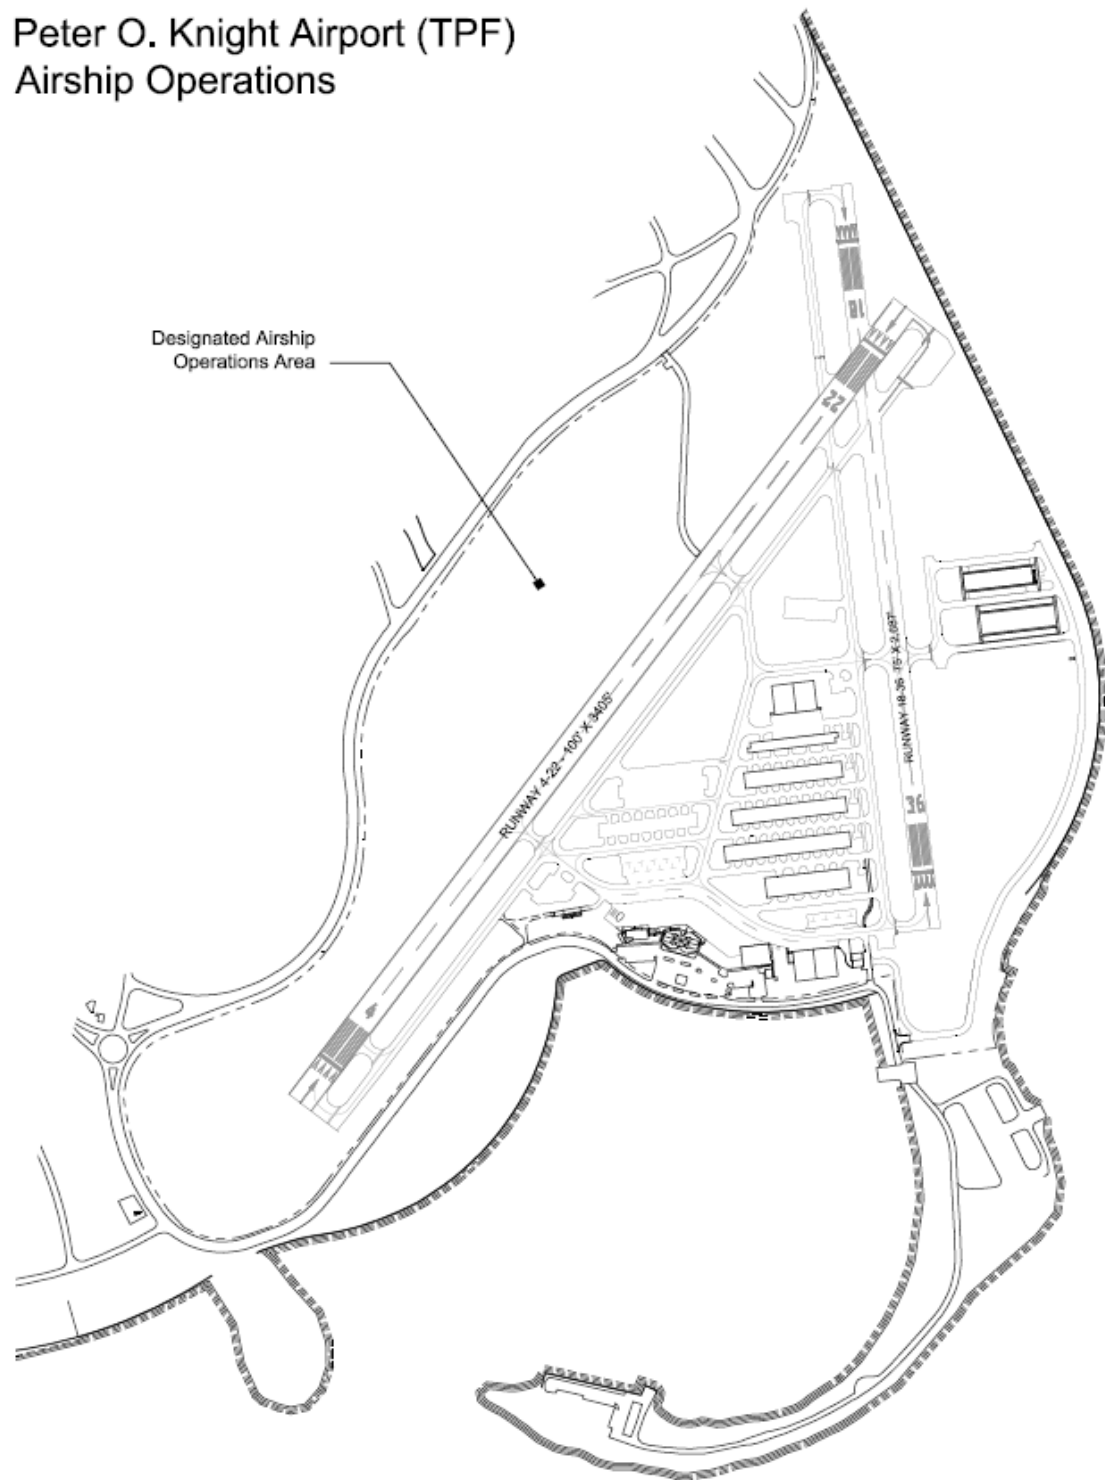 Peter O. Knight Airport (TPF)
Airship Operations
Designated Airship
Operations Area
18
22
RUNWAY 4-22 - 100' X 3405'
RUNWAY 18-36 75 X 2,687'
36
4